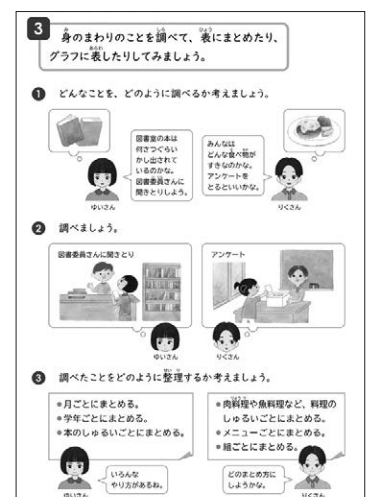 3
身のまわりのことを調べて、表にまとめたり、
グラフに表したりしてみましょう。
1 どんなことを、どのように調べるか考えましょう。
図書室の本は
何さつぐらい
かし出されて
いるのかな。
図書委員さんに
聞きとりしよう。
ゆいさん
みんなは
どんな食べ物が
すきなのかな。
アンケートを
とるといいかな。
りくさん
2 調べましょう。
図書委員さんに聞きとり
ゆいさん
アンケート
りくさん
3 調べたことをどのように整理するか考えましょう。
●月ごとにまとめる。
●学年ごとにまとめる。
●本のしゅるいごとにまとめる。
いろんな
やり方があるね。
ゆいさん
●肉料理や魚料理など、料理の
しゅるいごとにまとめる。
●メニューごとにまとめる。
●組ごとにまとめる。
どのまとめ方に
しようかな。
りくさん